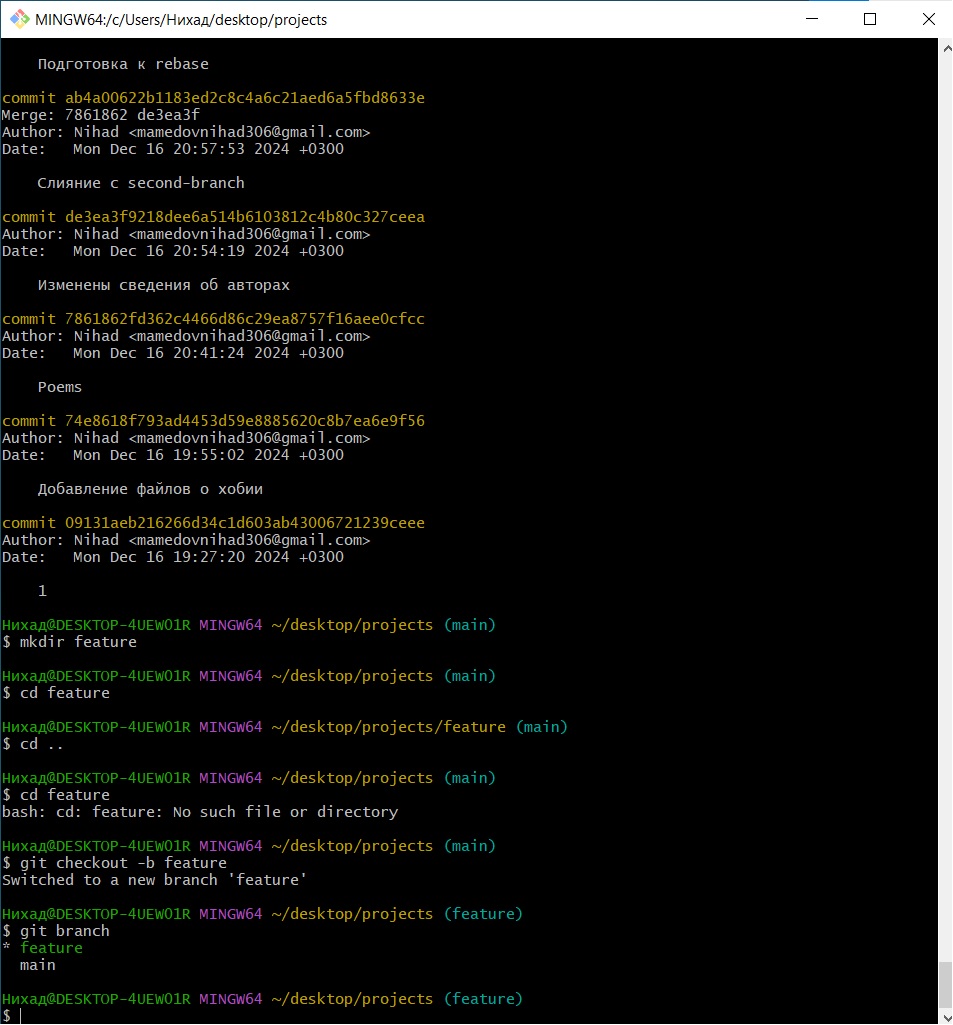 MINGW64:/c/Users/Нихад/desktop/projects
Подготовка к rebase
commit ab4a00622b1183ed2c8c4a6c21aed6a5fbd8633e
Merge: 7861862 de3ea3f
Author: Nihad <mamedovnihad306@gmail.com>
Date:   Mon Dec 16 20:57:53 2024 +0300
Слияние с second-branch
commit de3ea3f9218dee6a514b6103812c4b80c327ceea
Author: Nihad <mamedovnihad306@gmail.com>
Date:   Mon Dec 16 20:54:19 2024 +0300
Изменены сведения об авторах
commit 7861862fd362c4466d86c29ea8757f16aee0cfcc
Author: Nihad <mamedovnihad306@gmail.com>
Date:   Mon Dec 16 20:41:24 2024 +0300
Poems
commit 74e8618f793ad4453d59e8885620c8b7ea6e9f56
Author: Nihad <mamedovnihad306@gmail.com>
Date:   Mon Dec 16 19:55:02 2024 +0300
Добавление файлов о хобии
commit 09131aeb216266d34c1d603ab43006721239ceee
Author: Nihad <mamedovnihad306@gmail.com>
Date:   Mon Dec 16 19:27:20 2024 +0300
1
Нихад@DESKTOP-4UEWO1R MINGW64 ~/desktop/projects (main)
$ mkdir feature
Нихад@DESKTOP-4UEWO1R MINGW64 ~/desktop/projects (main)
$ cd feature
Нихад@DESKTOP-4UEWO1R MINGW64 ~/desktop/projects/feature (main)
$ cd ..
Нихад@DESKTOP-4UEWO1R MINGW64 ~/desktop/projects (main)
$ cd feature
bash: cd: feature: No such file or directory
Нихад@DESKTOP-4UEWO1R MINGW64 ~/desktop/projects (main)
$ git checkout -b feature
Switched to a new branch 'feature'
Нихад@DESKTOP-4UEWO1R MINGW64 ~/desktop/projects (feature)
$ git branch
* feature
main
Нихад@DESKTOP-4UEWO1R MINGW64 ~/desktop/projects (feature)
$